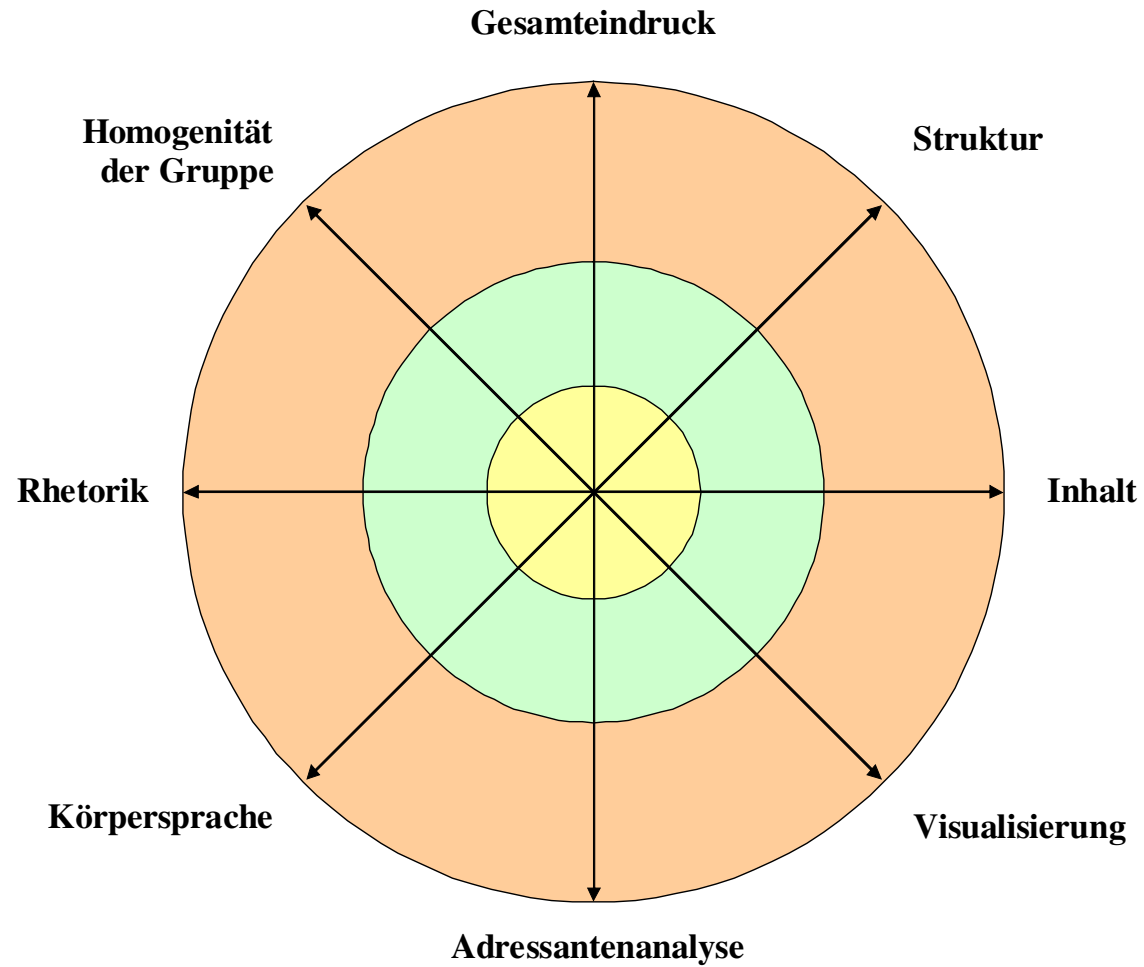 Gesamteindruck
Homogenität
der Gruppe
Struktur
Rhetorik
Inhalt
Körpersprache
Visualisierung
Adressantenanalyse